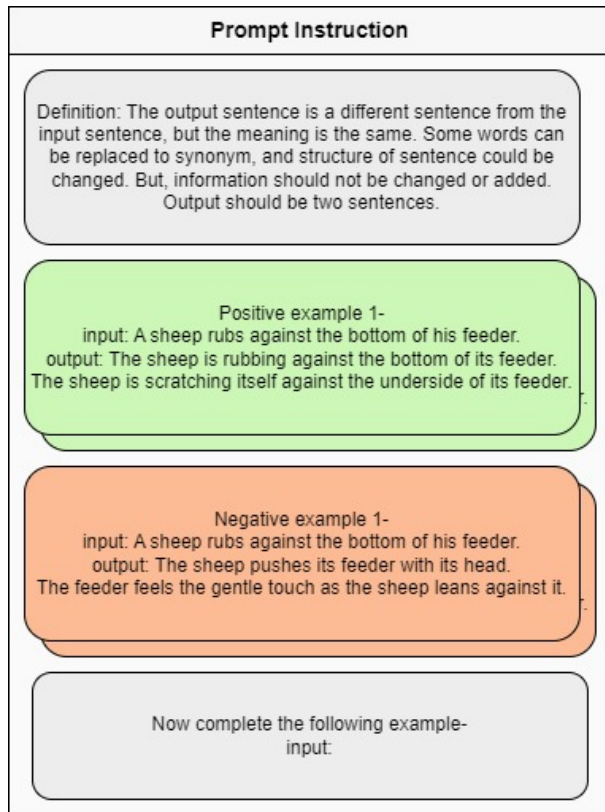 Prompt Instruction
Definition: The output sentence is a different sentence from the
input sentence, but the meaning is the same. Some words can
be replaced to synonym, and structure of sentence could be
changed. But, information should not be changed or added.
Output should be two sentences.
Positive example 1-
input: A sheep rubs against the bottom of his feeder.
output: The sheep is rubbing against the bottom of its feeder.
The sheep is scratching itself against the underside of its feeder.
Negative example 1-
input: A sheep rubs against the bottom of his feeder.
output: The sheep pushes its feeder with its head.
The feeder feels the gentle touch as the sheep leans against it.
Now complete the following example-
input: